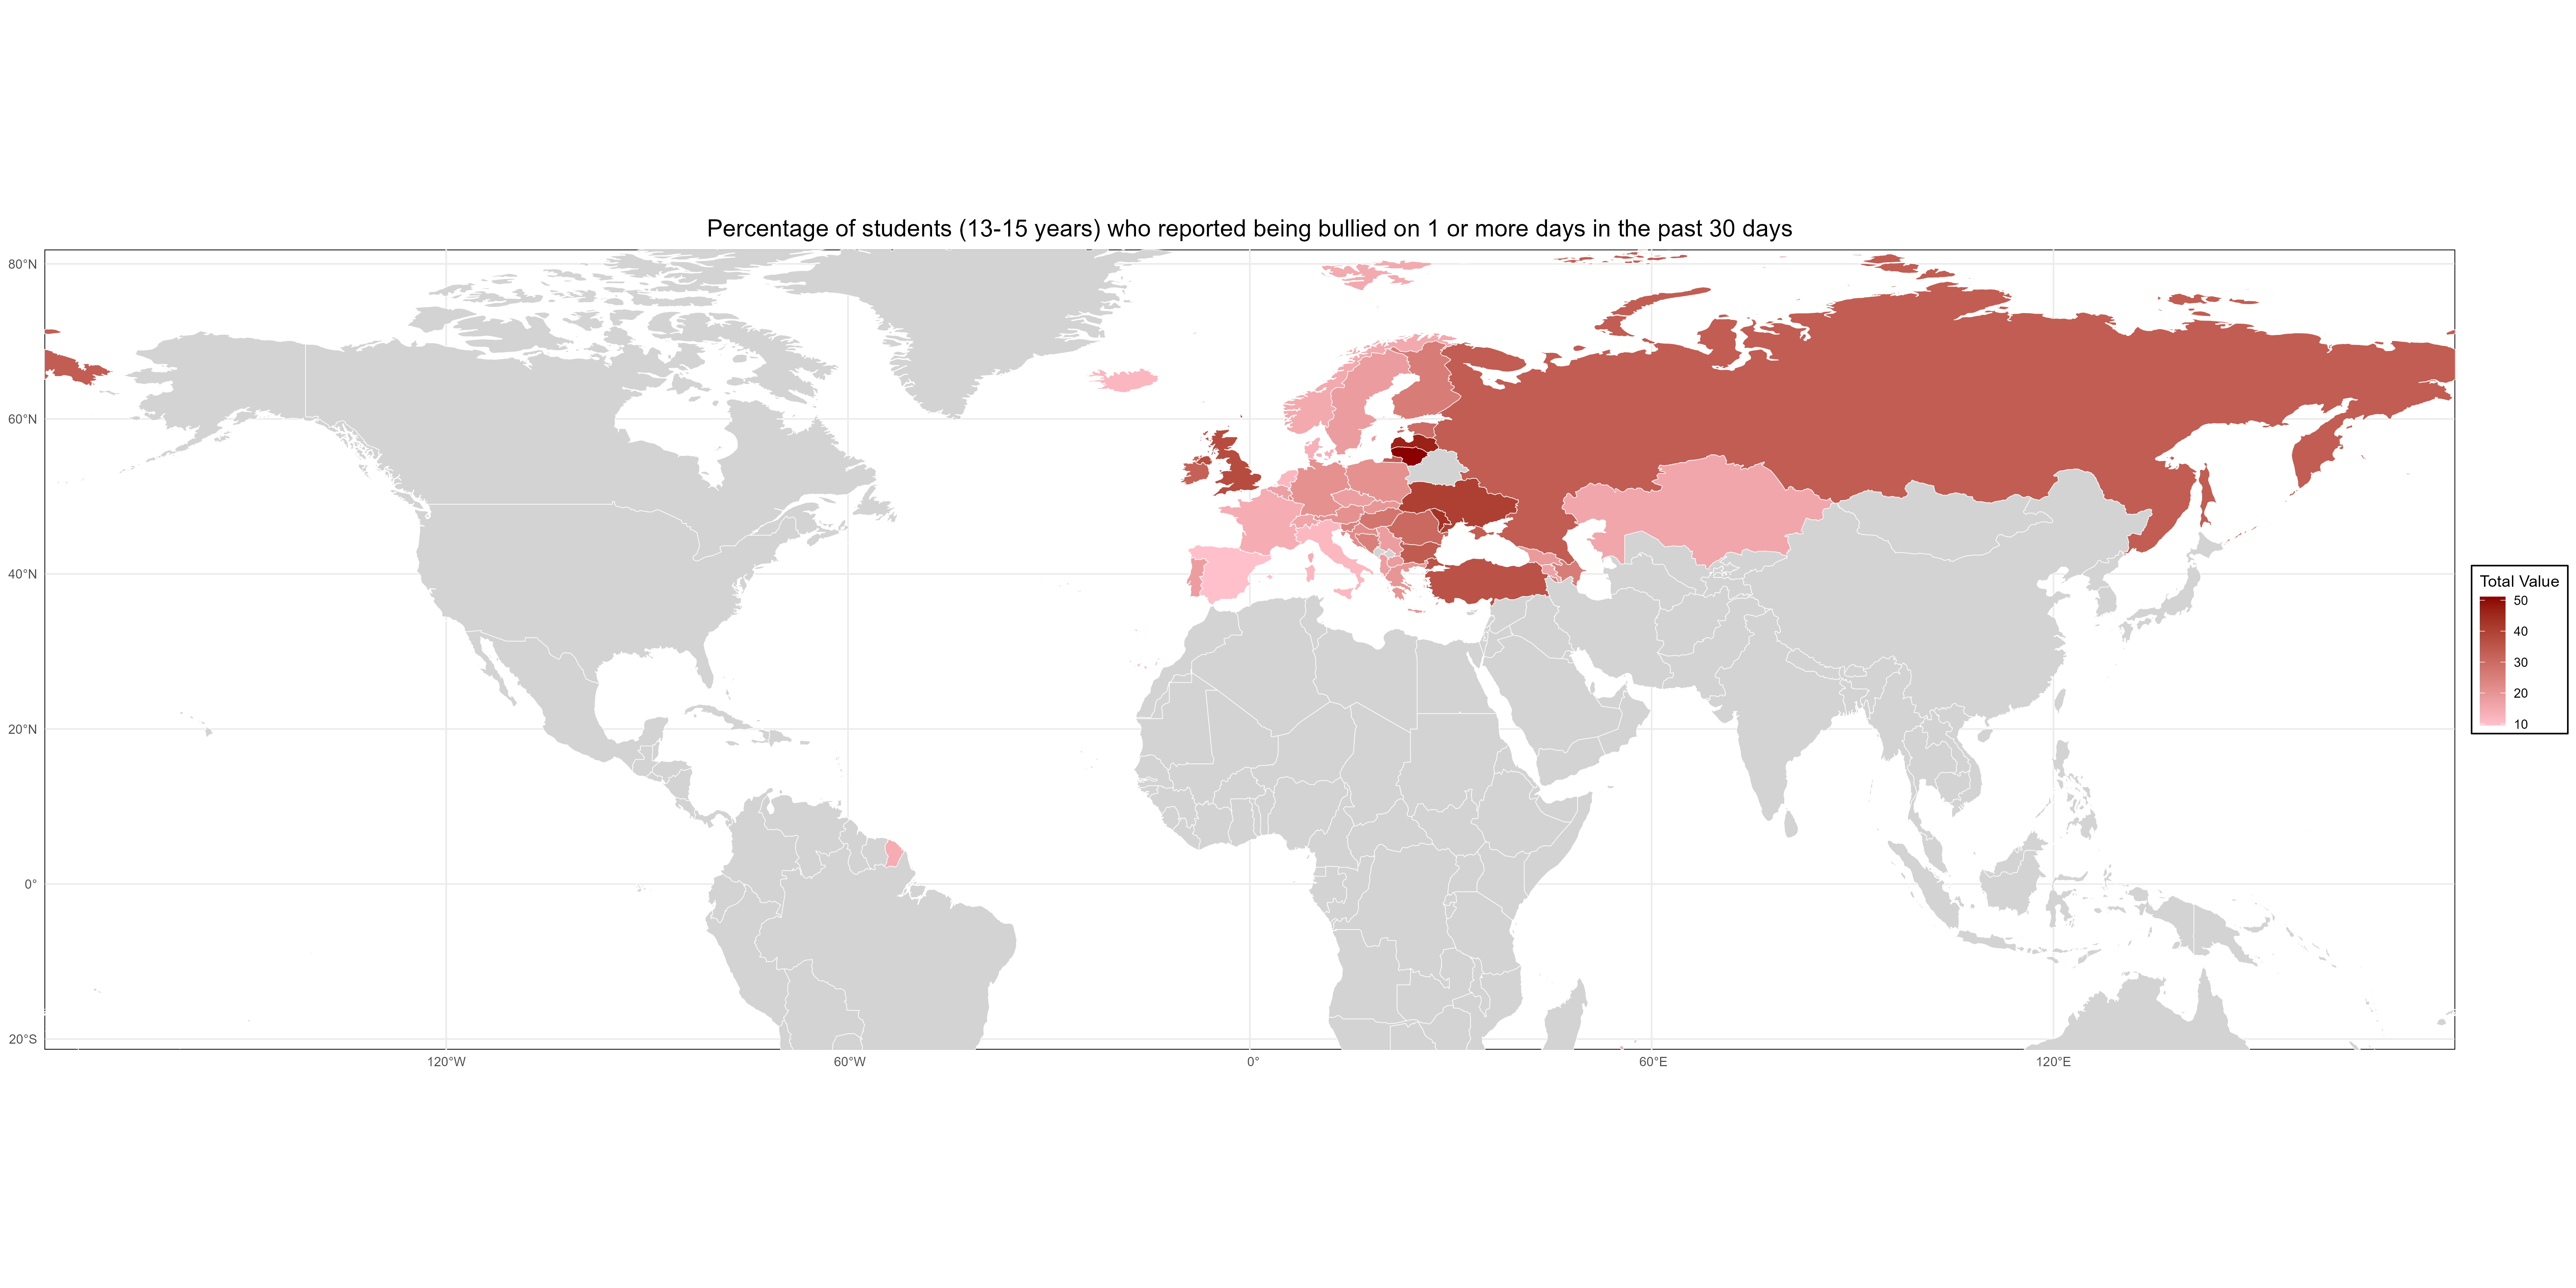 Percentage of students (13-15 years) who reported being bullied on 1 or more days in the past 30 days
80°N
60°N
40°N
20°N
0°
20°S
120°W
60°W
0°
60°E
120°E
Total Value
50
40
30
20
10